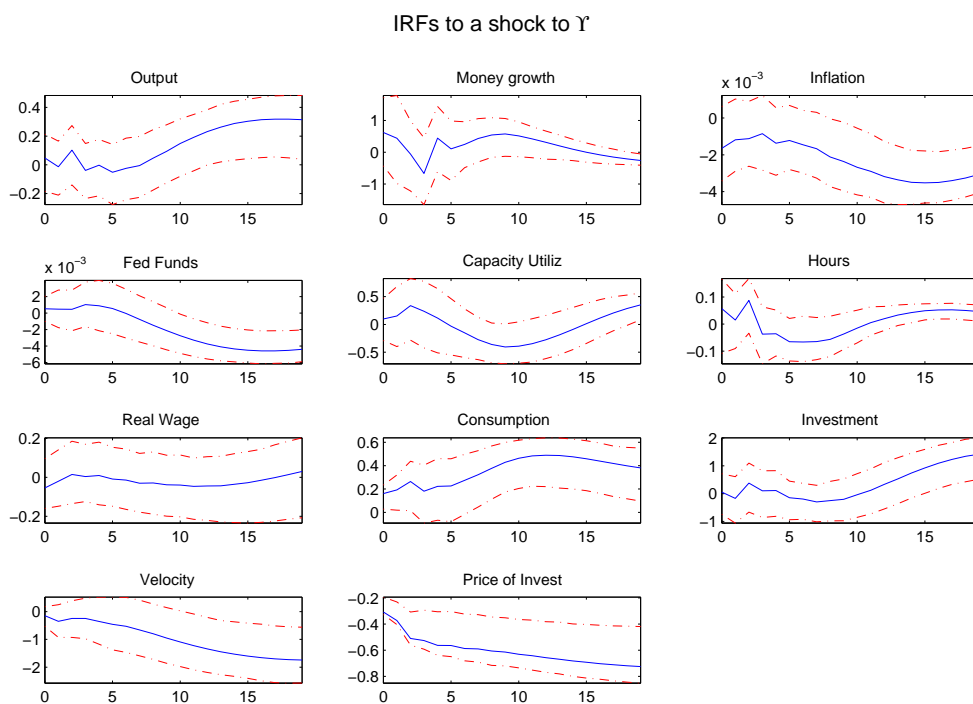 IRFs to a shock to ϒ
Output
0.4
0.2
0
−0.2
0 5 10 15
Money growth
1
0
−1
0 5 10 15
x 10⁻³ Inflation
0
−2
−4
0 5 10 15
x 10⁻³ Fed Funds
2
0
−2
−4
−6
0 5 10 15
Capacity Utiliz
0.5
0
−0.5
0 5 10 15
Hours
0.1
0
−0.1
0 5 10 15
Real Wage
0.2
0
−0.2
0 5 10 15
Consumption
0.6
0.4
0.2
0
0 5 10 15
Investment
2
1
0
−1
0 5 10 15
Velocity
0
−1
−2
0 5 10 15
Price of Invest
−0.2
−0.4
−0.6
−0.8
0 5 10 15